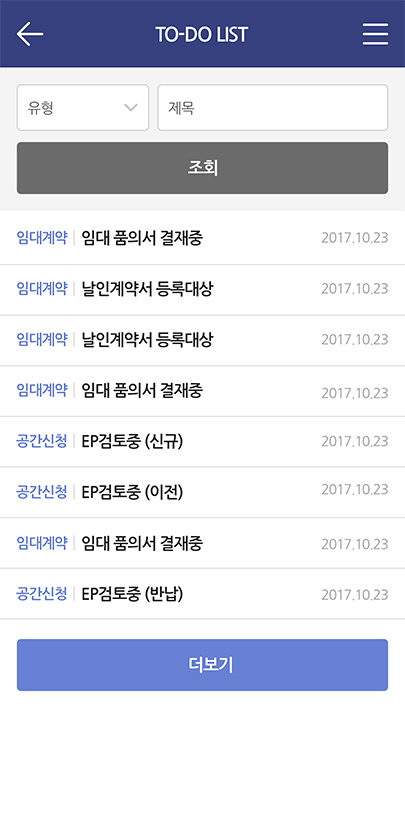 TO-DO LIST
유형 제목
조회
임대계약 임대 품의서 결재중 2017.10.23
임대계약 날인계약서 등록대상 2017.10.23
임대계약 날인계약서 등록대상 2017.10.23
임대계약 임대 품의서 결재중 2017.10.23
공간신청 EP검토중 (신규) 2017.10.23
공간신청 EP검토중 (이전) 2017.10.23
임대계약 임대 품의서 결재중 2017.10.23
공간신청 EP검토중 (반납) 2017.10.23
더보기